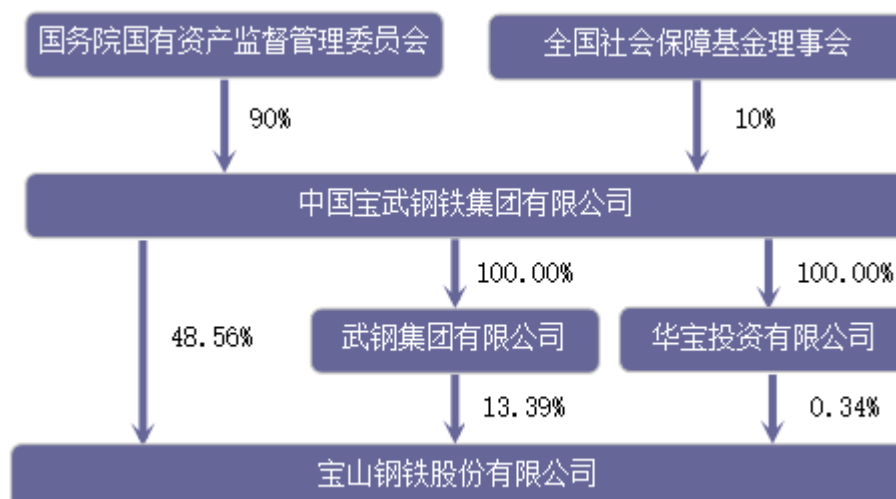 国务院国有资产监督管理委员会
全国社会保障基金理事会
90%
10%
中国宝武钢铁集团有限公司
100.00%
100.00%
48.56%
武钢集团有限公司
华宝投资有限公司
13.39%
0.34%
宝山钢铁股份有限公司